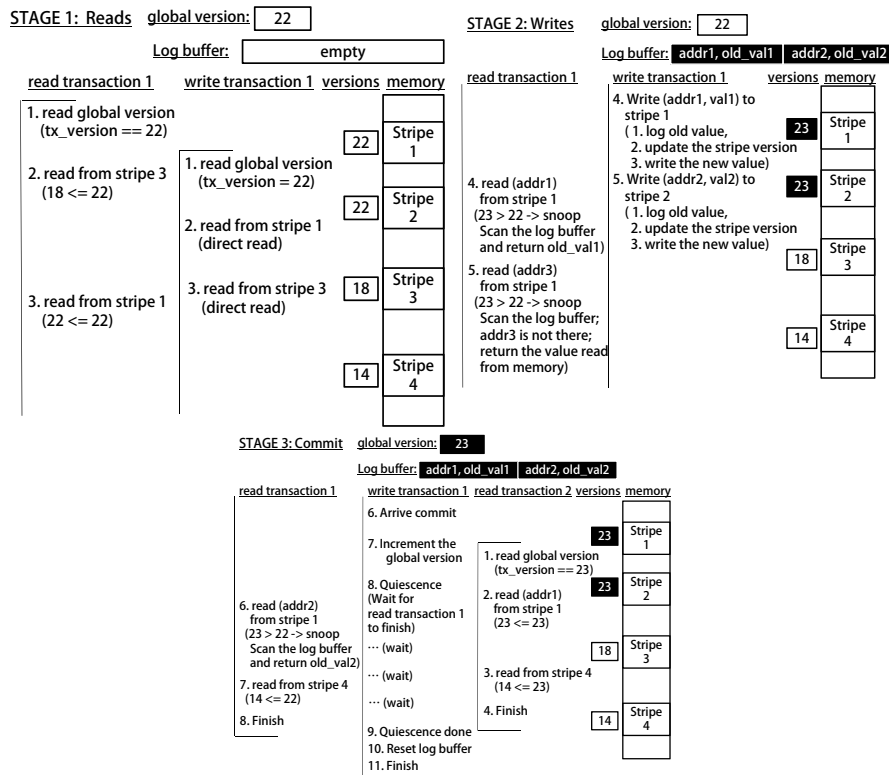 STAGE 1: Reads global version: 22
Log buffer: empty
read transaction 1 write transaction 1 versions memory
1. read global version
(tx_version == 22)
2. read from stripe 3
(18 <= 22)
3. read from stripe 1
(22 <= 22)
1. read global version
(tx_version = 22)
2. read from stripe 1
(direct read)
3. read from stripe 3
(direct read)
22
22
18
14
Stripe
1
Stripe
2
Stripe
3
Stripe
4
STAGE 2: Writes global version: 22
Log buffer: addr1, old_val1 addr2, old_val2
read transaction 1 write transaction 1 versions memory
4. read (addr1)
from stripe 1
(23 > 22 -> snoop
Scan the log buffer
and return old_val1)
5. read (addr3)
from stripe 1
(23 > 22 -> snoop
Scan the log buffer;
addr3 is not there;
return the value read
from memory)
4. Write (addr1, val1) to
stripe 1
( 1. log old value,
2. update the stripe version
3. write the new value)
5. Write (addr2, val2) to
stripe 2
( 1. log old value,
2. update the stripe version
3. write the new value)
23
23
18
14
Stripe
1
Stripe
2
Stripe
3
Stripe
4
STAGE 3: Commit global version: 23
Log buffer: addr1, old_val1 addr2, old_val2
read transaction 1 write transaction 1 read transaction 2 versions memory
6. read (addr2)
from stripe 1
(23 > 22 -> snoop
Scan the log buffer
and return old_val2)
7. read from stripe 4
(14 <= 22)
8. Finish
6. Arrive commit
7. Increment the
global version
8. Quiescence
(Wait for
read transaction 1
to finish)
... (wait)
... (wait)
... (wait)
9. Quiescence done
10. Reset log buffer
11. Finish
1. read global version
(tx_version == 23)
2. read (addr1)
from stripe 1
(23 <= 23)
3. read from stripe 4
(14 <= 23)
4. Finish
23
23
18
14
Stripe
1
Stripe
2
Stripe
3
Stripe
4